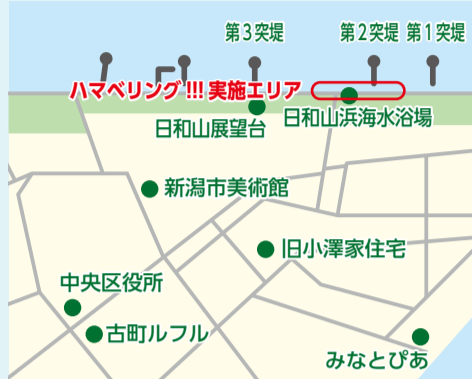 第3突堤
第2突堤
第1突堤
ハマベリング!!!実施エリア
日和山展望台
日和山浜海水浴場
新潟市美術館
旧小澤家住宅
中央区役所
古町ルフル
みなとぴあ